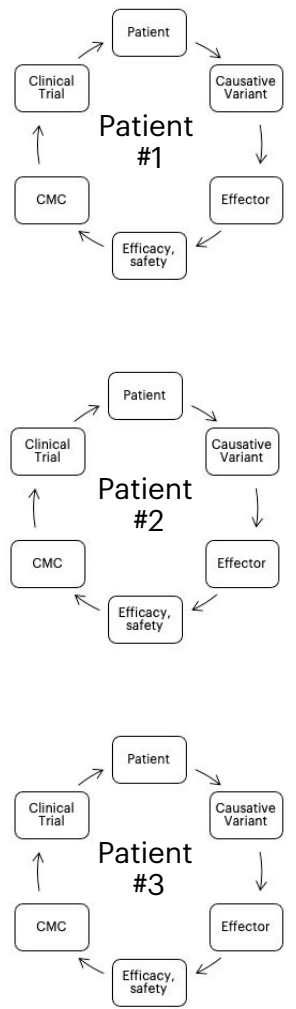 Patient
Clinical
Trial
Causative
Variant
Patient
#1
CMC
Effector
Efficacy,
safety
Patient
Clinical
Trial
Causative
Variant
Patient
#2
CMC
Effector
Efficacy,
safety
Patient
Clinical
Trial
Causative
Variant
Patient
#3
CMC
Effector
Efficacy,
safety